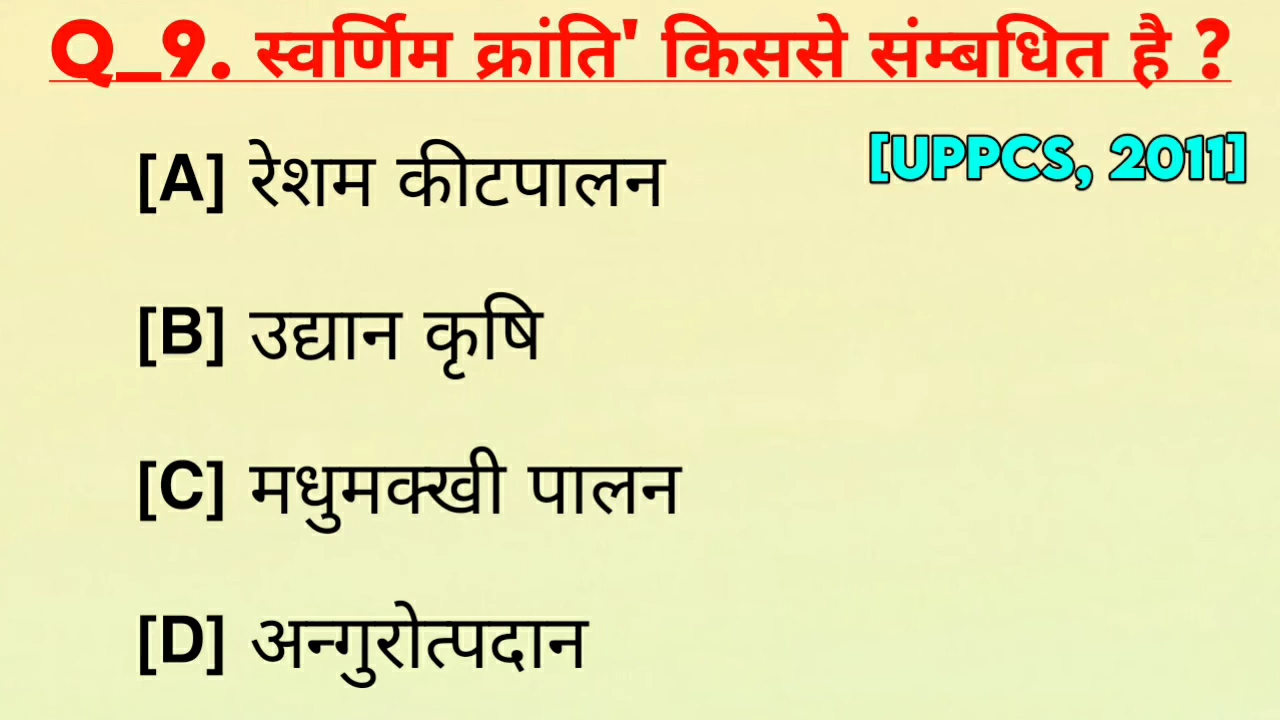 Q_9. स्वर्णिम क्रांति' किससे संम्बधित है ?
[UPPCS, 2011]
[A] रेशम कीटपालन
[B] उद्यान कृषि
[C] मधुमक्खी पालन
[D] अन्गुरोत्पदान